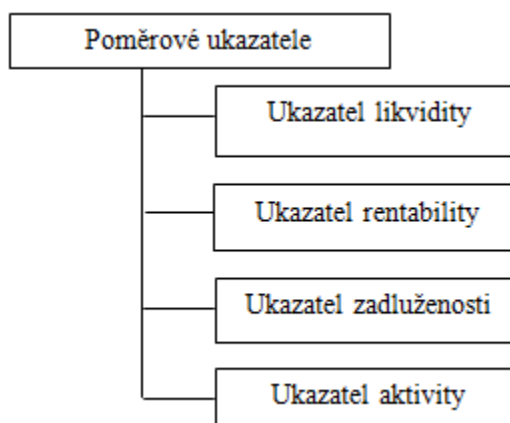 Poměrové ukazatele
Ukazatel likvidity
Ukazatel rentability
Ukazatel zadluženosti
Ukazatel aktivity